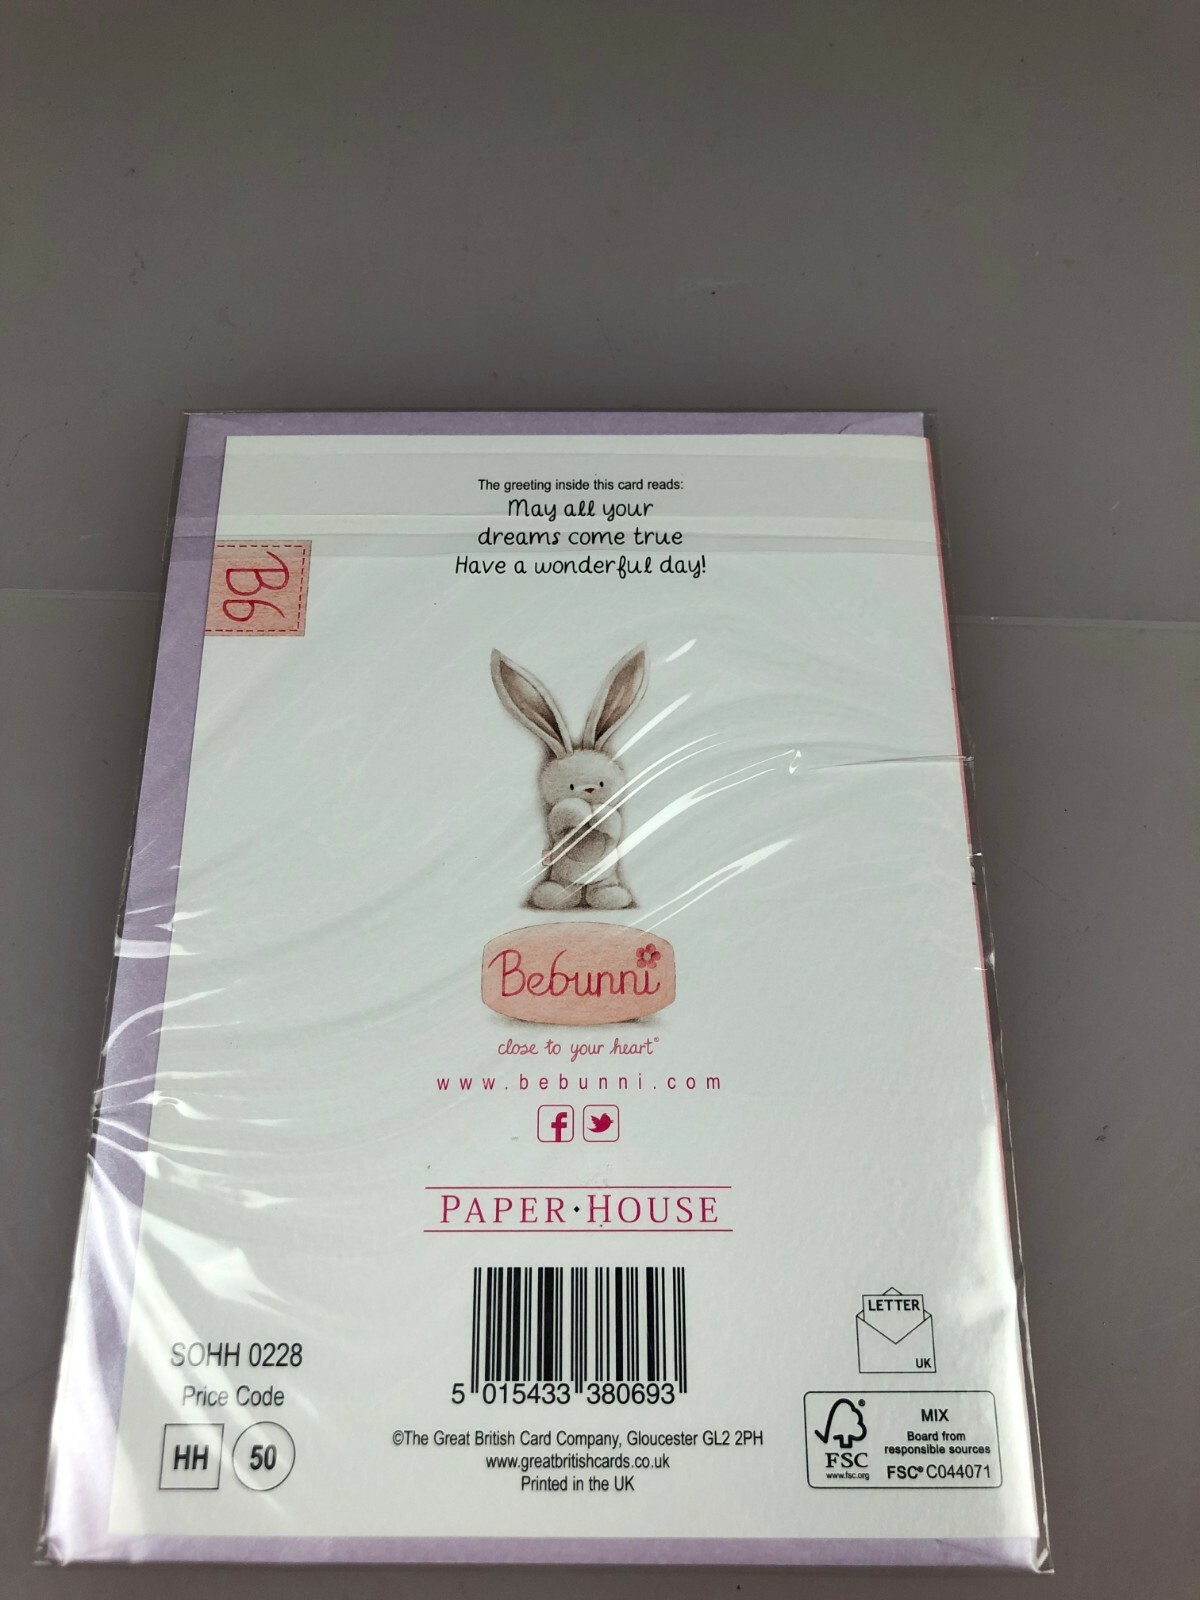 The greeting inside this card reads:
May all your
dreams come true
Have a wonderful day!
Bb
Bebunni
close to your heart®
www.bebunni.com
PAPER·HOUSE
SOHH 0228
Price Code
HH 50
5 015433 380693
©The Great British Card Company, Gloucester GL2 2PH
www.greatbritishcards.co.uk
Printed in the UK
LETTER
UK
FSC
www.fsc.org
MIX
Board from
responsible sources
FSC® C044071